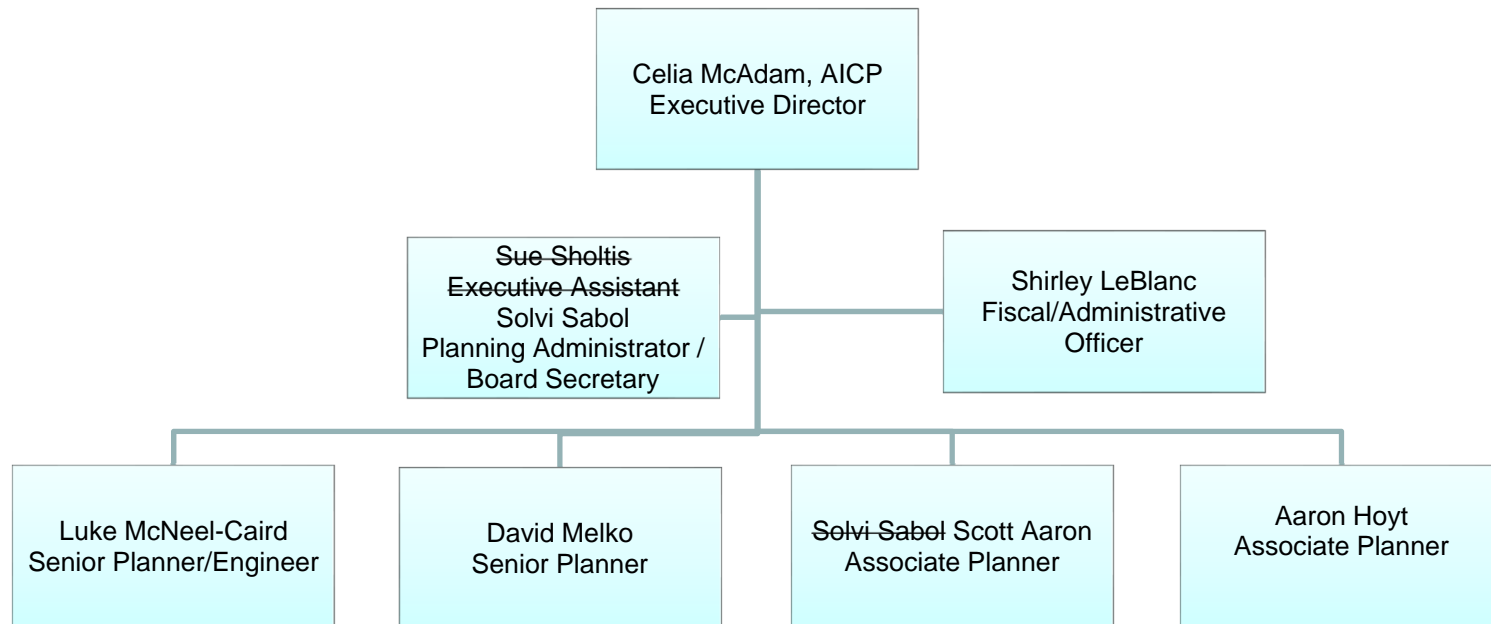 Celia McAdam, AICP
Executive Director
Sue Sholtis
Executive Assistant
Solvi Sabol
Planning Administrator /
Board Secretary
Shirley LeBlanc
Fiscal/Administrative
Officer
Luke McNeel-Caird
Senior Planner/Engineer
David Melko
Senior Planner
Solvi Sabol Scott Aaron
Associate Planner
Aaron Hoyt
Associate Planner